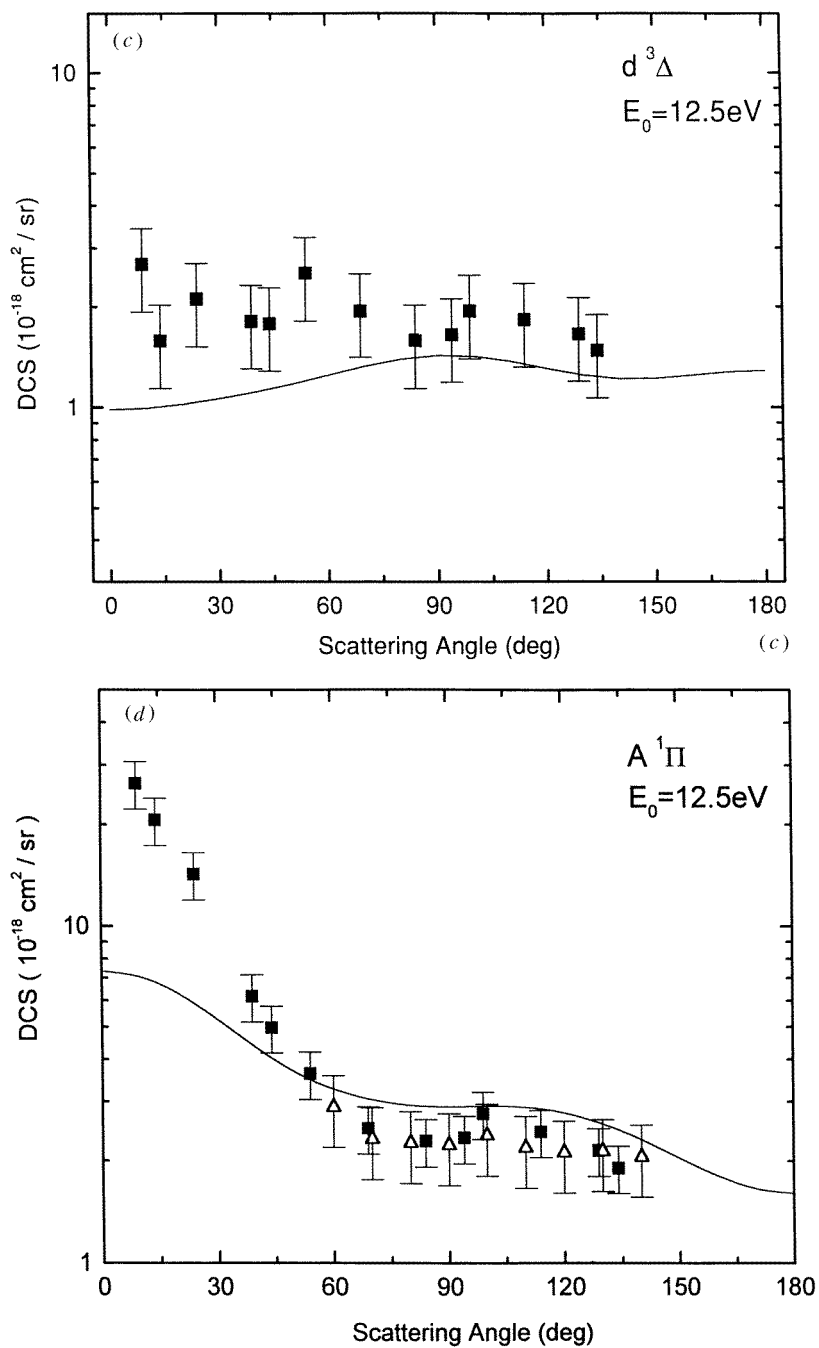 (c)
d ³Δ
E₀=12.5eV
10
1
DCS (10⁻¹⁸ cm² / sr)
0 30 60 90 120 150 180
Scattering Angle (deg)
(c)
(d)
A ¹Π
E₀=12.5eV
10
1
DCS ( 10⁻¹⁸ cm² / sr )
0 30 60 90 120 150 180
Scattering Angle (deg)